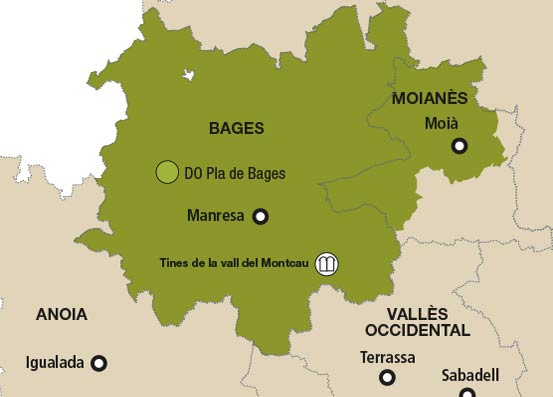 MOIANÈS
Moià
BAGES
DO Pla de Bages
Manresa
Tines de la vall del Montcau
ANOIA
Igualada
VALLÈS
OCCIDENTAL
Terrassa
Sabadell